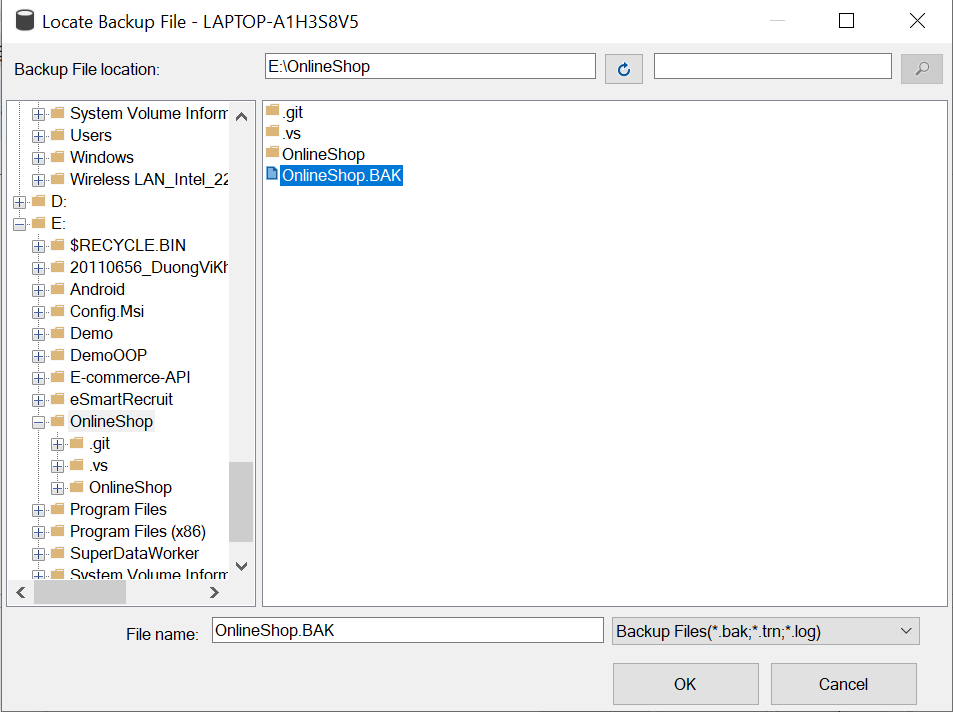 Locate Backup File - LAPTOP-A1H3S8V5
Backup File location:
E:\OnlineShop
System Volume Inform
Users
Windows
Wireless LAN_Intel_22
D:
E:
$RECYCLE.BIN
20110656_DuongViKh
Android
Config.Msi
Demo
DemoOOP
E-commerce-API
eSmartRecruit
OnlineShop
.git
.vs
OnlineShop
Program Files
Program Files (x86)
SuperDataWorker
System Volume Inform
.git
.vs
OnlineShop
OnlineShop.BAK
File name:
OnlineShop.BAK
Backup Files(*.bak;*.trn;*.log)
OK
Cancel